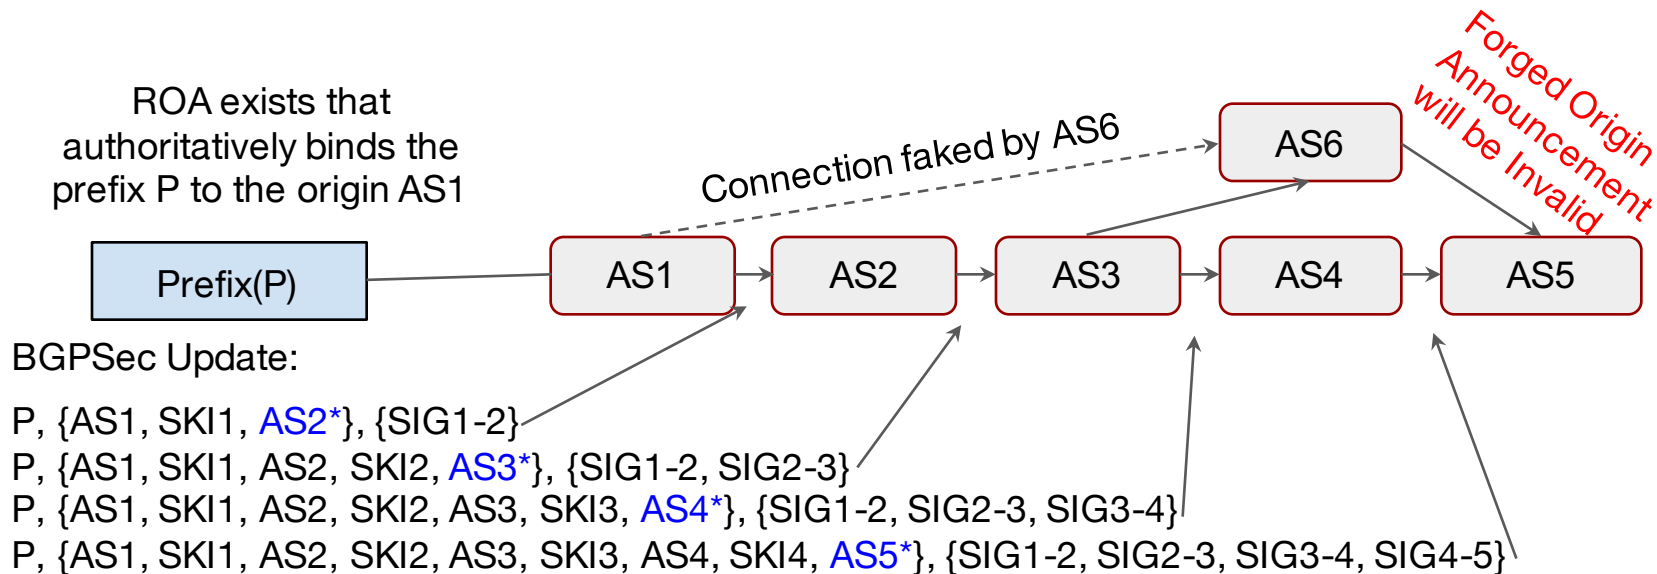 ROA exists that
authoritatively binds the
prefix P to the origin AS1
Connection faked by AS6
AS6
Forged Origin
Announcement
will be Invalid
Prefix(P)
AS1
AS2
AS3
AS4
AS5
BGPSec Update:
P, {AS1, SKI1, AS2*}, {SIG1-2}
P, {AS1, SKI1, AS2, SKI2, AS3*}, {SIG1-2, SIG2-3}
P, {AS1, SKI1, AS2, SKI2, AS3, SKI3, AS4*}, {SIG1-2, SIG2-3, SIG3-4}
P, {AS1, SKI1, AS2, SKI2, AS3, SKI3, AS4, SKI4, AS5*}, {SIG1-2, SIG2-3, SIG3-4, SIG4-5}